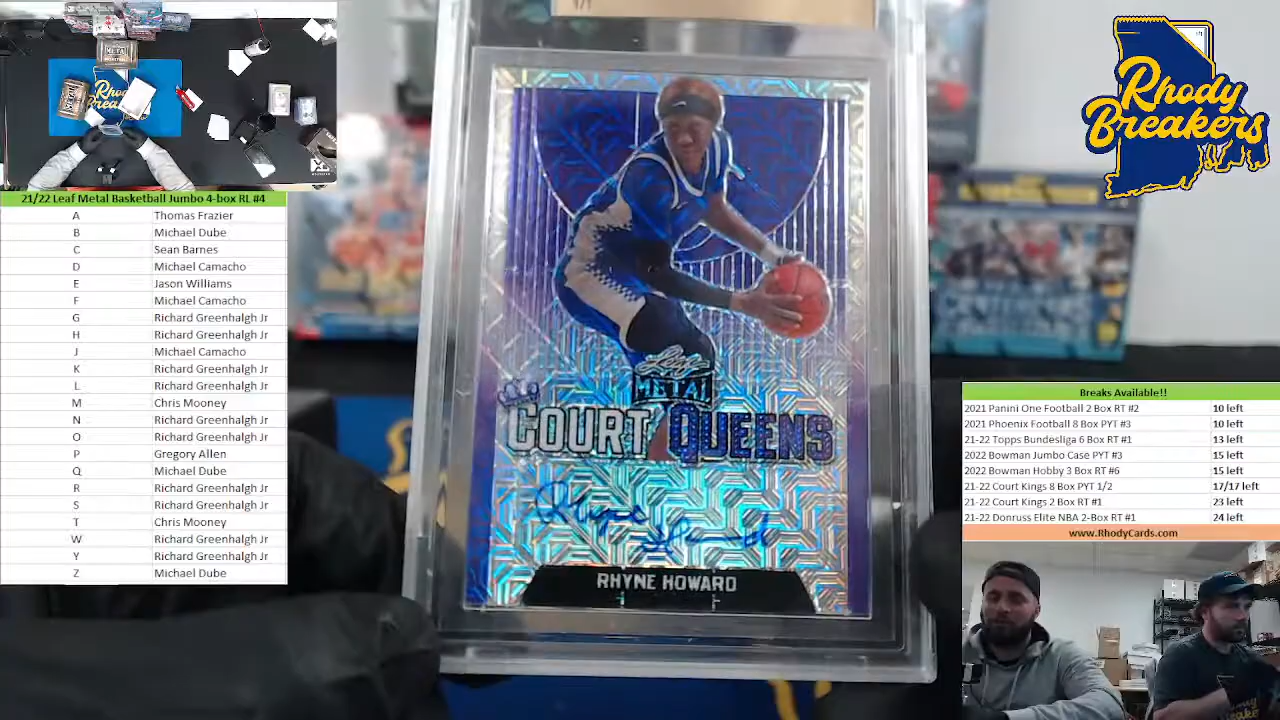 21/22 Leaf Metal Basketball Jumbo 4-box RL #4
A Thomas Frazier
B Michael Dube
C Sean Barnes
D Michael Camacho
E Jason Williams
F Michael Camacho
G Richard Greenhalgh Jr
H Richard Greenhalgh Jr
J Michael Camacho
K Richard Greenhalgh Jr
L Richard Greenhalgh Jr
M Chris Mooney
N Richard Greenhalgh Jr
O Richard Greenhalgh Jr
P Gregory Allen
Q Michael Dube
R Richard Greenhalgh Jr
S Richard Greenhalgh Jr
T Chris Mooney
W Richard Greenhalgh Jr
Y Richard Greenhalgh Jr
Z Michael Dube
1/1
Leaf
METAL
COURT QUEENS
Rhyne Howard
RHYNE HOWARD
Rhody
Breakers
Breaks Available!!
2021 Panini One Football 2 Box RT #2 10 left
2021 Phoenix Football 8 Box PYT #3 10 left
21-22 Topps Bundesliga 6 Box RT #1 13 left
2022 Bowman Jumbo Case PYT #3 15 left
2022 Bowman Hobby 3 Box RT #6 15 left
21-22 Court Kings 8 Box PYT 1/2 17/17 left
21-22 Court Kings 2 Box RT #1 23 left
21-22 Donruss Elite NBA 2-Box RT #1 24 left
www.RhodyCards.com